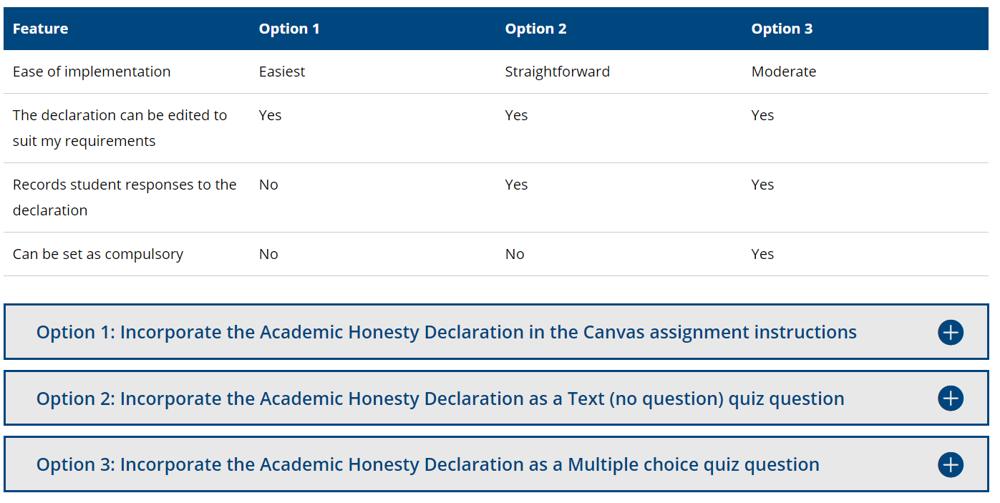 Feature Option 1 Option 2 Option 3
Ease of implementation Easiest Straightforward Moderate
The declaration can be edited to Yes Yes Yes
suit my requirements
Records student responses to the No Yes Yes
declaration
Can be set as compulsory No No Yes
Option 1: Incorporate the Academic Honesty Declaration in the Canvas assignment instructions
Option 2: Incorporate the Academic Honesty Declaration as a Text (no question) quiz question
Option 3: Incorporate the Academic Honesty Declaration as a Multiple choice quiz question